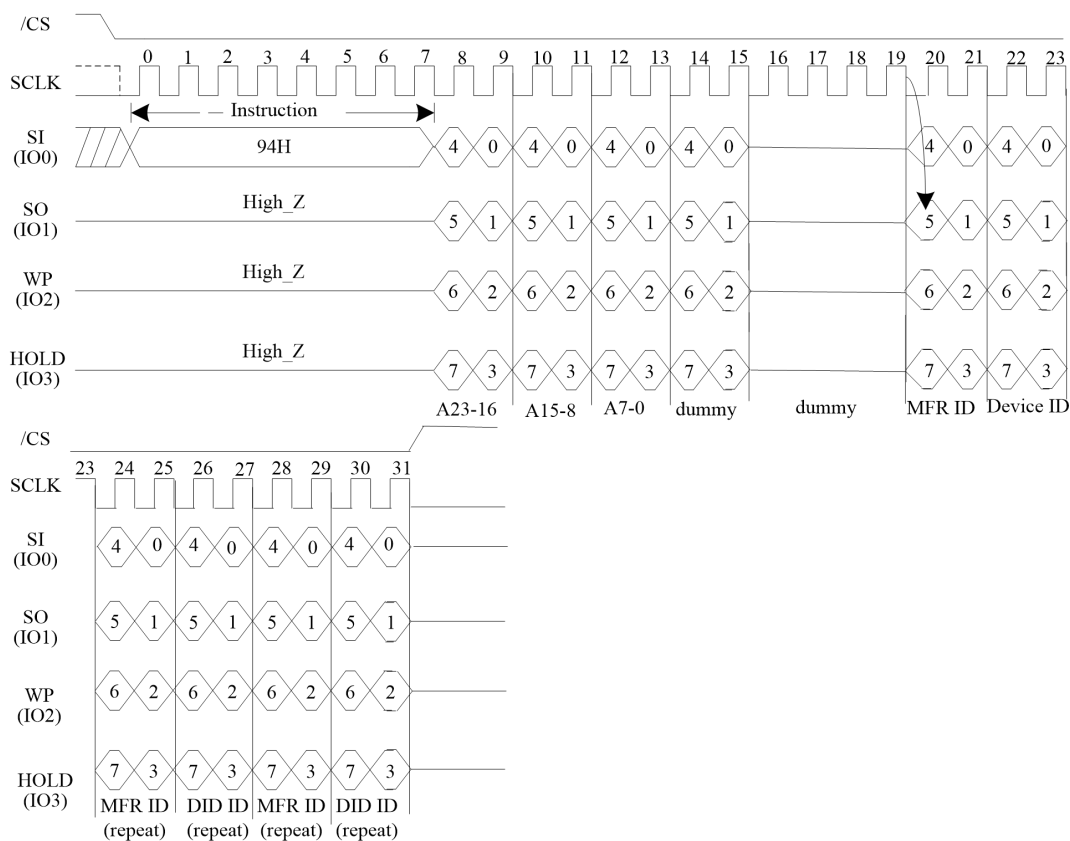 /CS
0 1 2 3 4 5 6 7 8 9 10 11 12 13 14 15 16 17 18 19 20 21 22 23
SCLK
Instruction
SI
(IO0)
94H
4 0 4 0 4 0 4 0 4 0 4 0
SO
(IO1)
High_Z
5 1 5 1 5 1 5 1 5 1 5 1
WP
(IO2)
High_Z
6 2 6 2 6 2 6 2 6 2 6 2
HOLD
(IO3)
High_Z
7 3 7 3 7 3 7 3 7 3 7 3
A23-16 A15-8 A7-0 dummy dummy MFR ID Device ID
/CS
23 24 25 26 27 28 29 30 31
SCLK
SI
(IO0)
4 0 4 0 4 0 4 0
SO
(IO1)
5 1 5 1 5 1 5 1
WP
(IO2)
6 2 6 2 6 2 6 2
HOLD
(IO3)
7 3 7 3 7 3 7 3
MFR ID DID ID MFR ID DID ID
(repeat) (repeat) (repeat) (repeat)